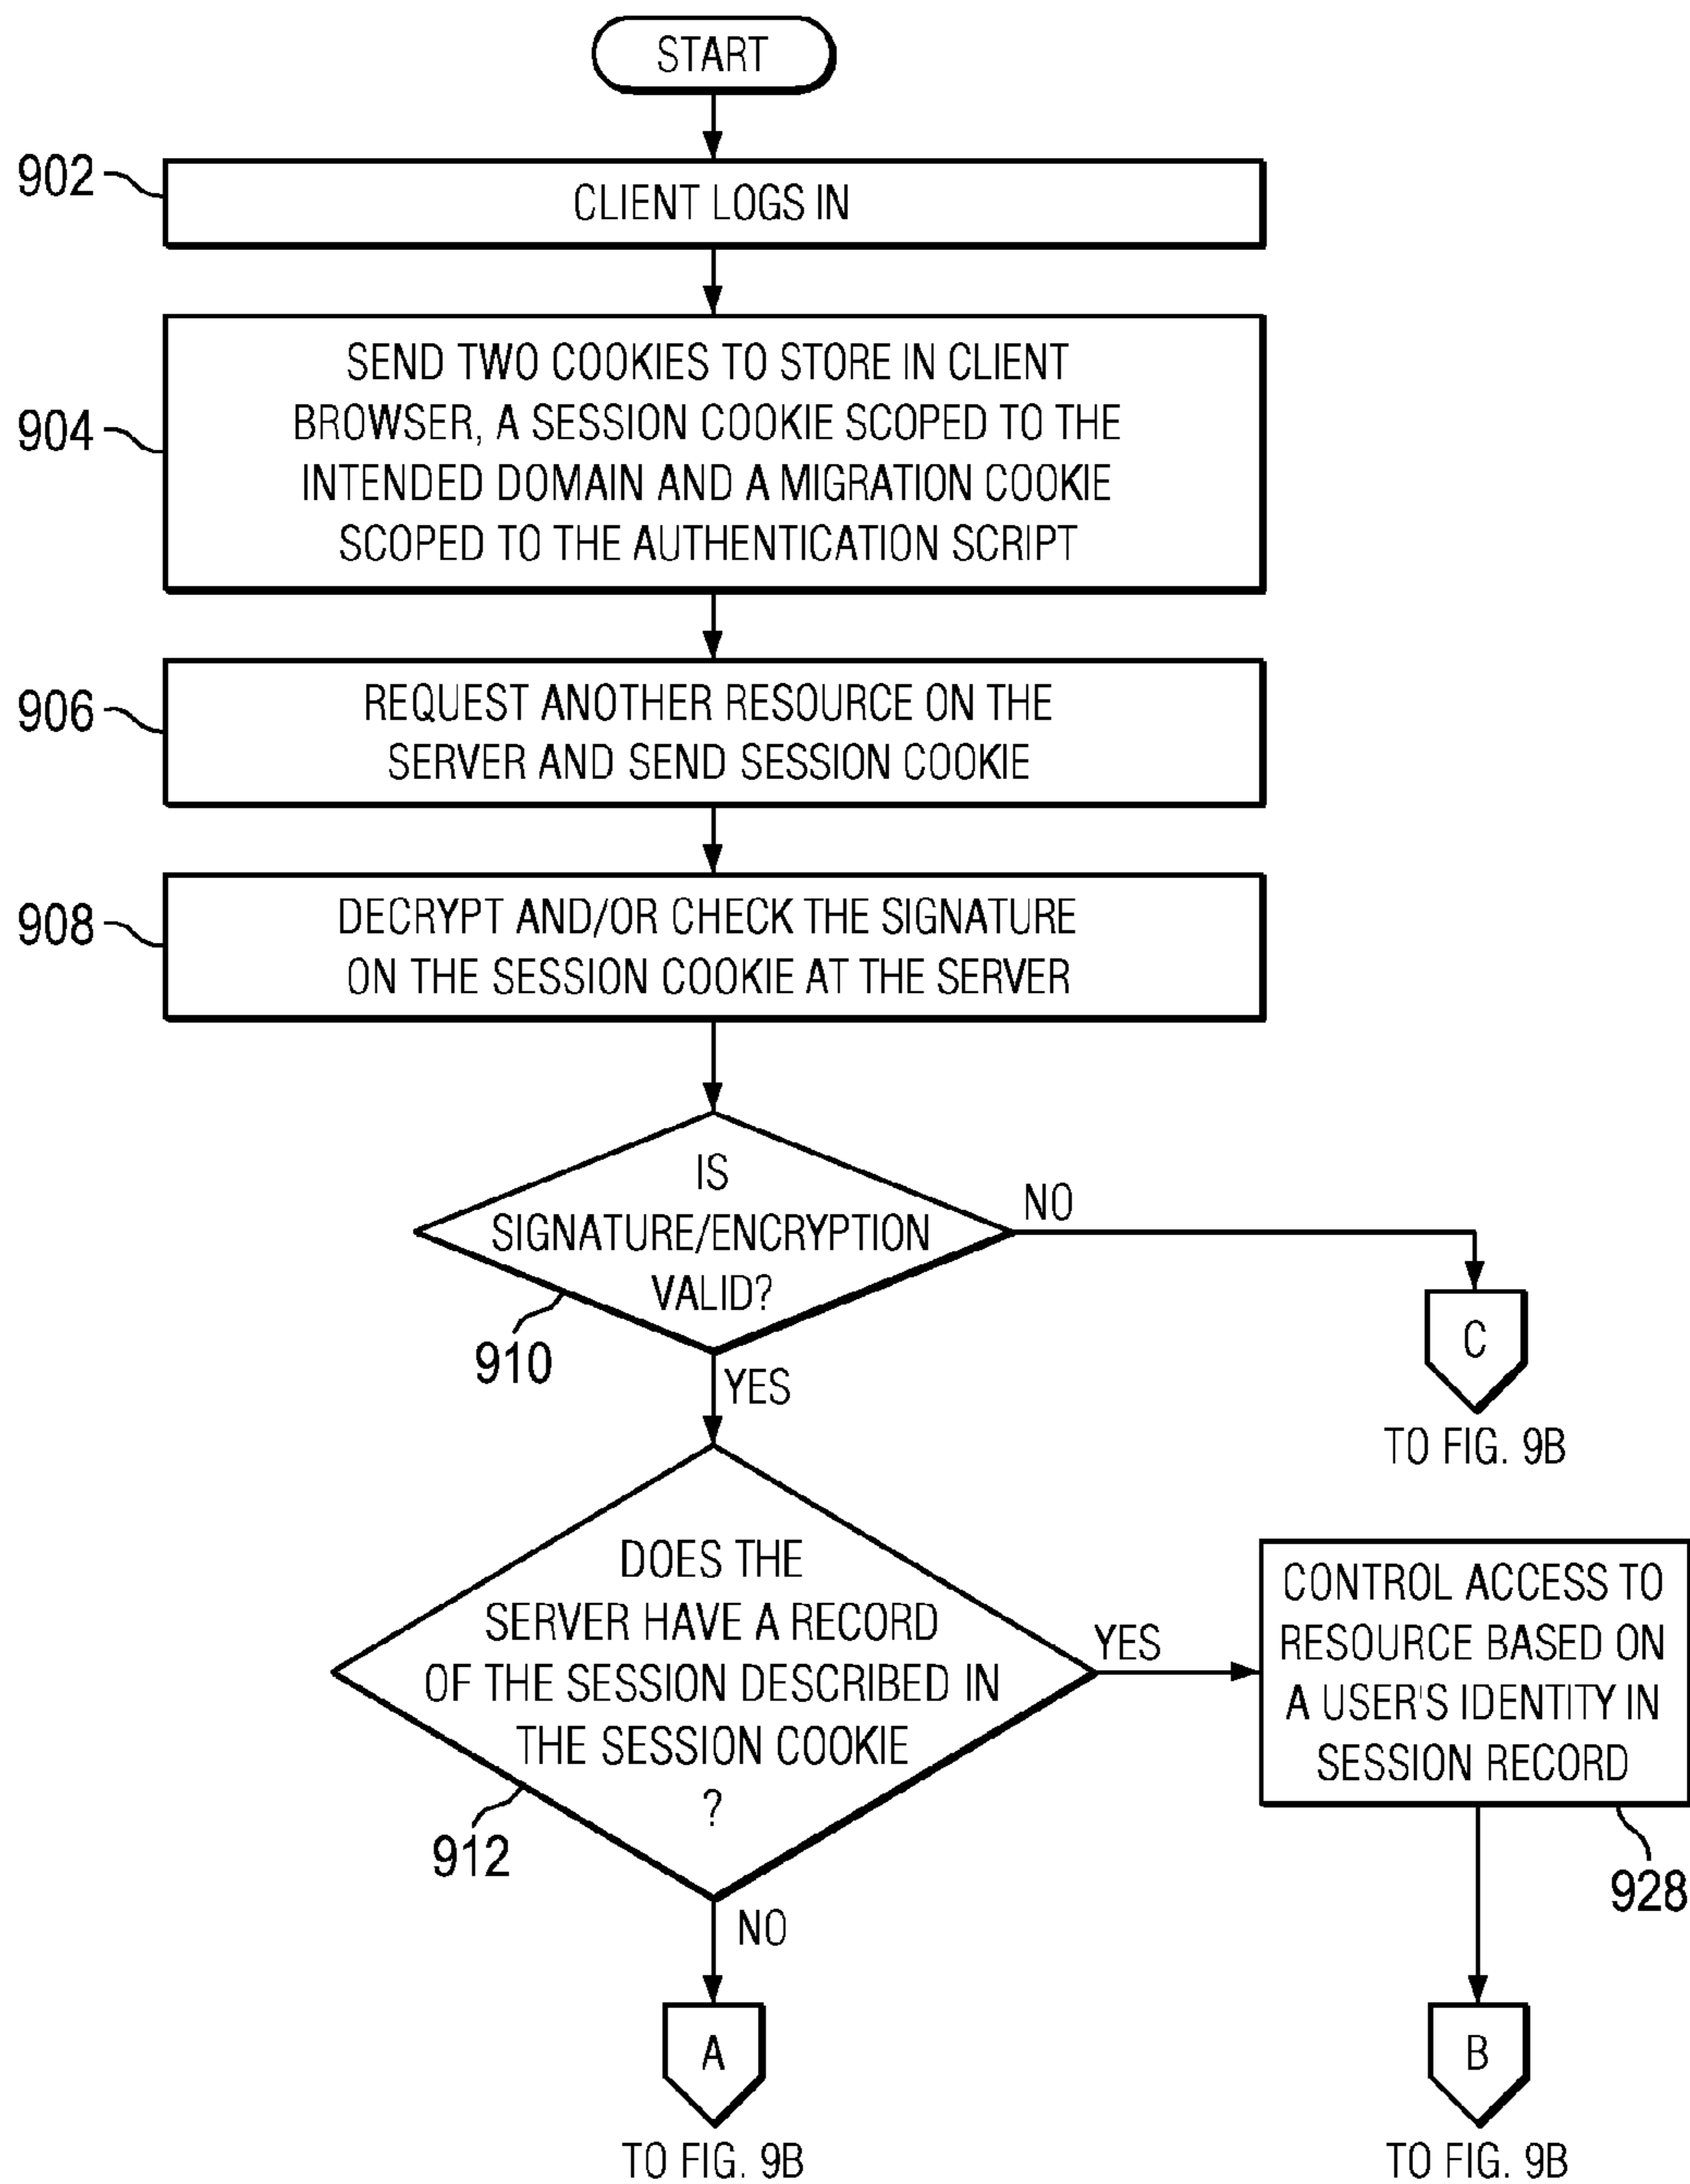 START
902
CLIENT LOGS IN
904
SEND TWO COOKIES TO STORE IN CLIENT
BROWSER, A SESSION COOKIE SCOPED TO THE
INTENDED DOMAIN AND A MIGRATION COOKIE
SCOPED TO THE AUTHENTICATION SCRIPT
906
REQUEST ANOTHER RESOURCE ON THE
SERVER AND SEND SESSION COOKIE
908
DECRYPT AND/OR CHECK THE SIGNATURE
ON THE SESSION COOKIE AT THE SERVER
IS
SIGNATURE/ENCRYPTION
VALID?
910
NO
C
TO FIG. 9B
YES
DOES THE
SERVER HAVE A RECORD
OF THE SESSION DESCRIBED IN
THE SESSION COOKIE
?
912
YES
CONTROL ACCESS TO
RESOURCE BASED ON
A USER'S IDENTITY IN
SESSION RECORD
928
NO
A
TO FIG. 9B
B
TO FIG. 9B